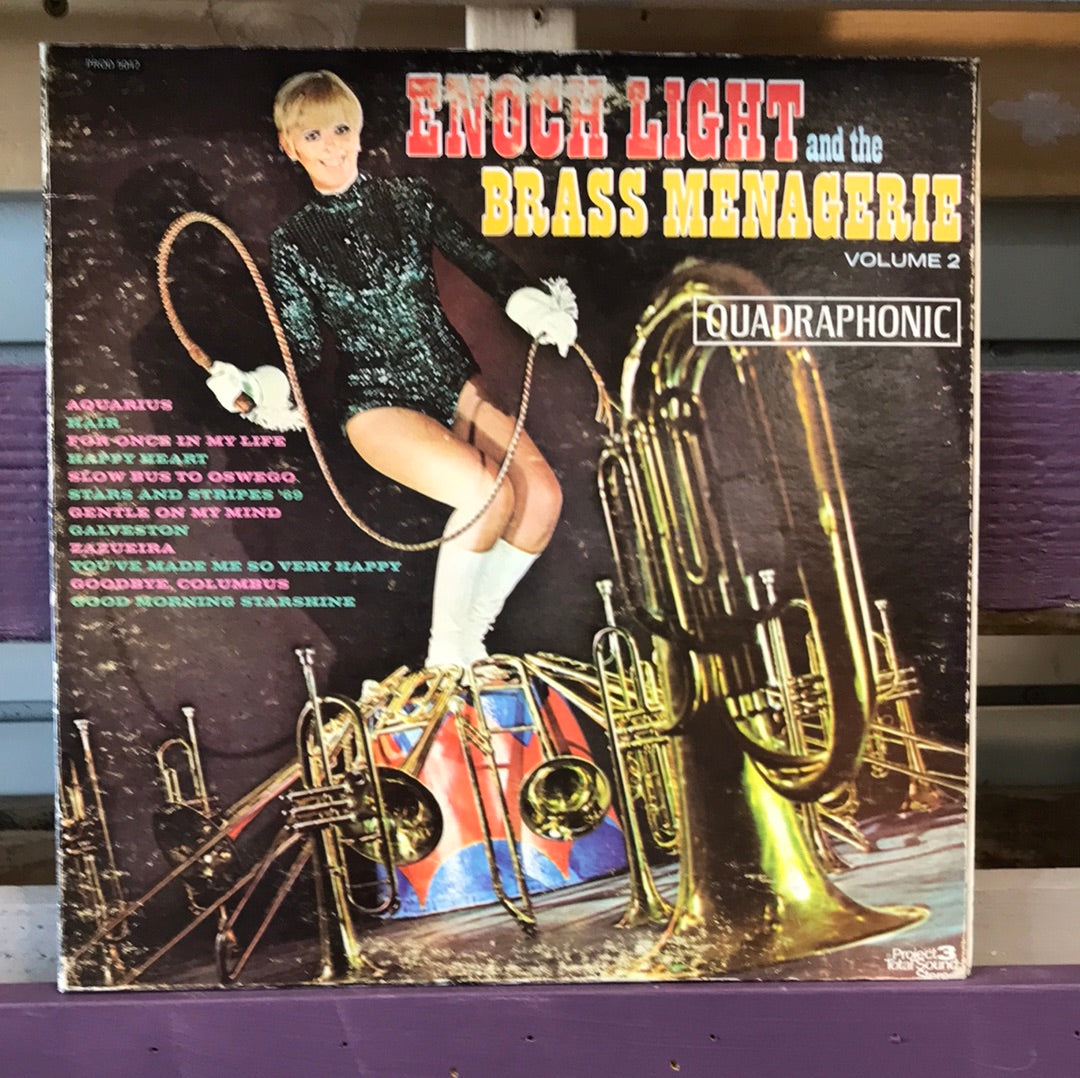 PROD 5047
ENOCH LIGHT and the
BRASS MENAGERIE
VOLUME 2
QUADRAPHONIC
AQUARIUS
HAIR
FOR ONCE IN MY LIFE
HAPPY HEART
SLOW BUS TO OSWEGO
STARS AND STRIPES '69
GENTLE ON MY MIND
GALVESTON
ZAZUEIRA
YOU'VE MADE ME SO VERY HAPPY
GOODBYE, COLUMBUS
GOOD MORNING STARSHINE
Project 3
Total Sound